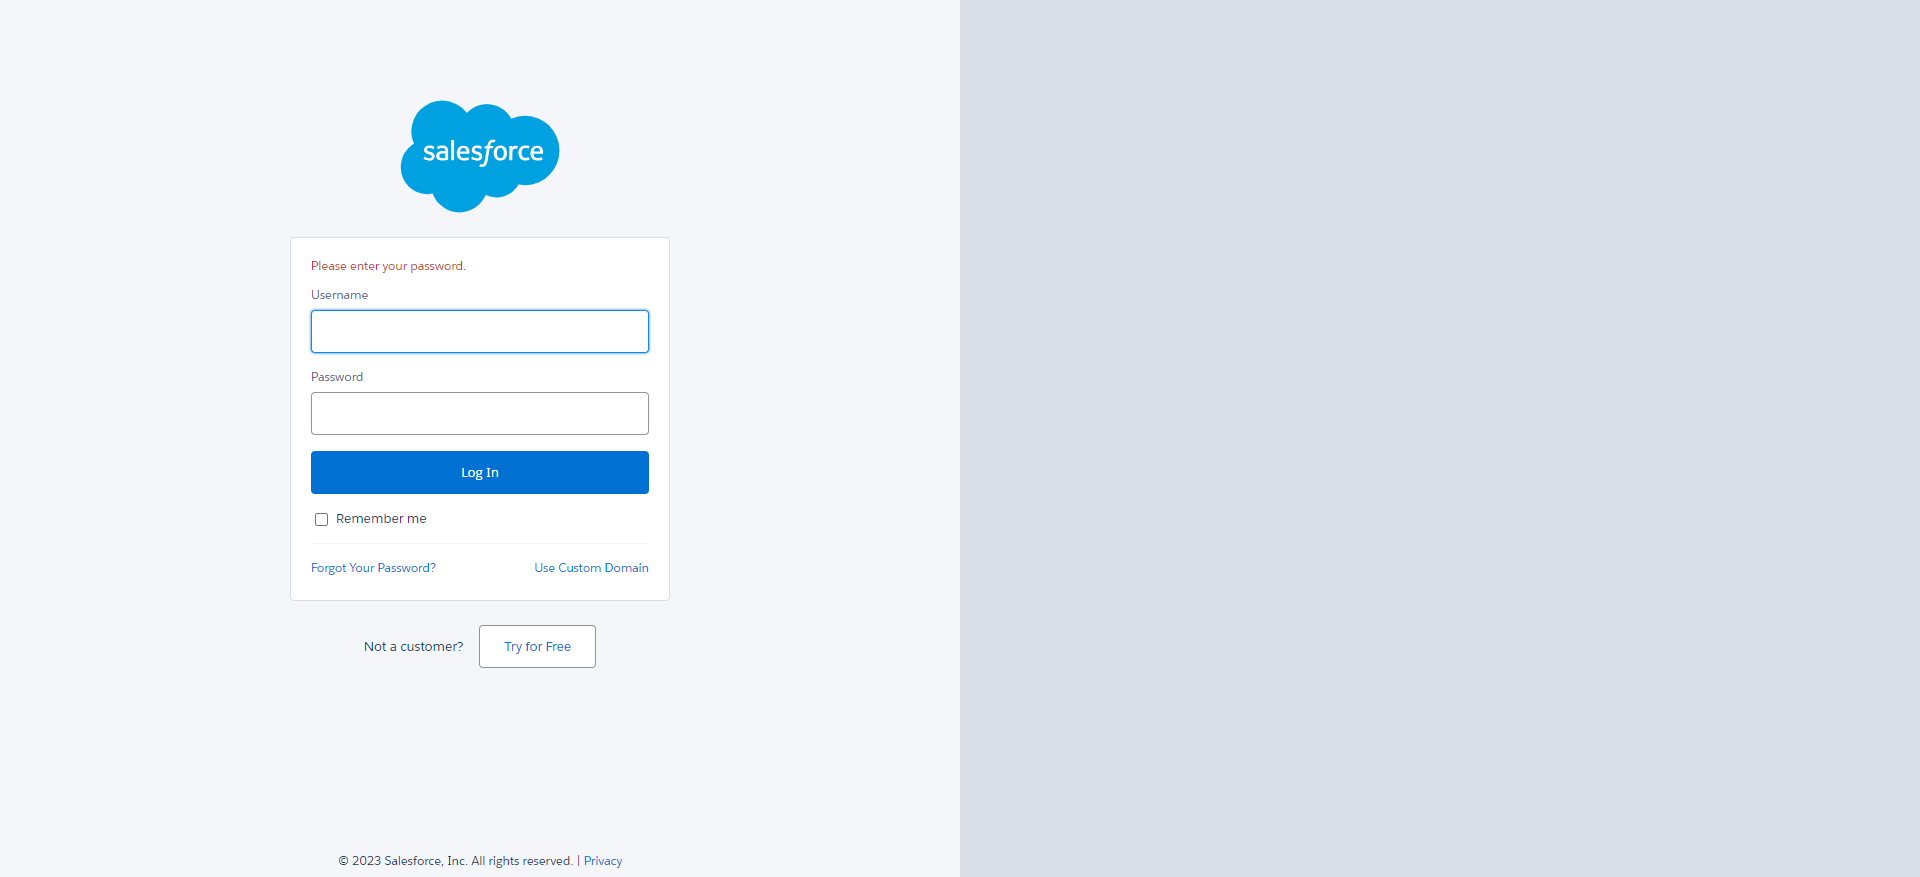 salesforce
Please enter your password.
Username
Password
Log In
Remember me
Forgot Your Password? Use Custom Domain
Not a customer? Try for Free
© 2023 Salesforce, Inc. All rights reserved. | Privacy